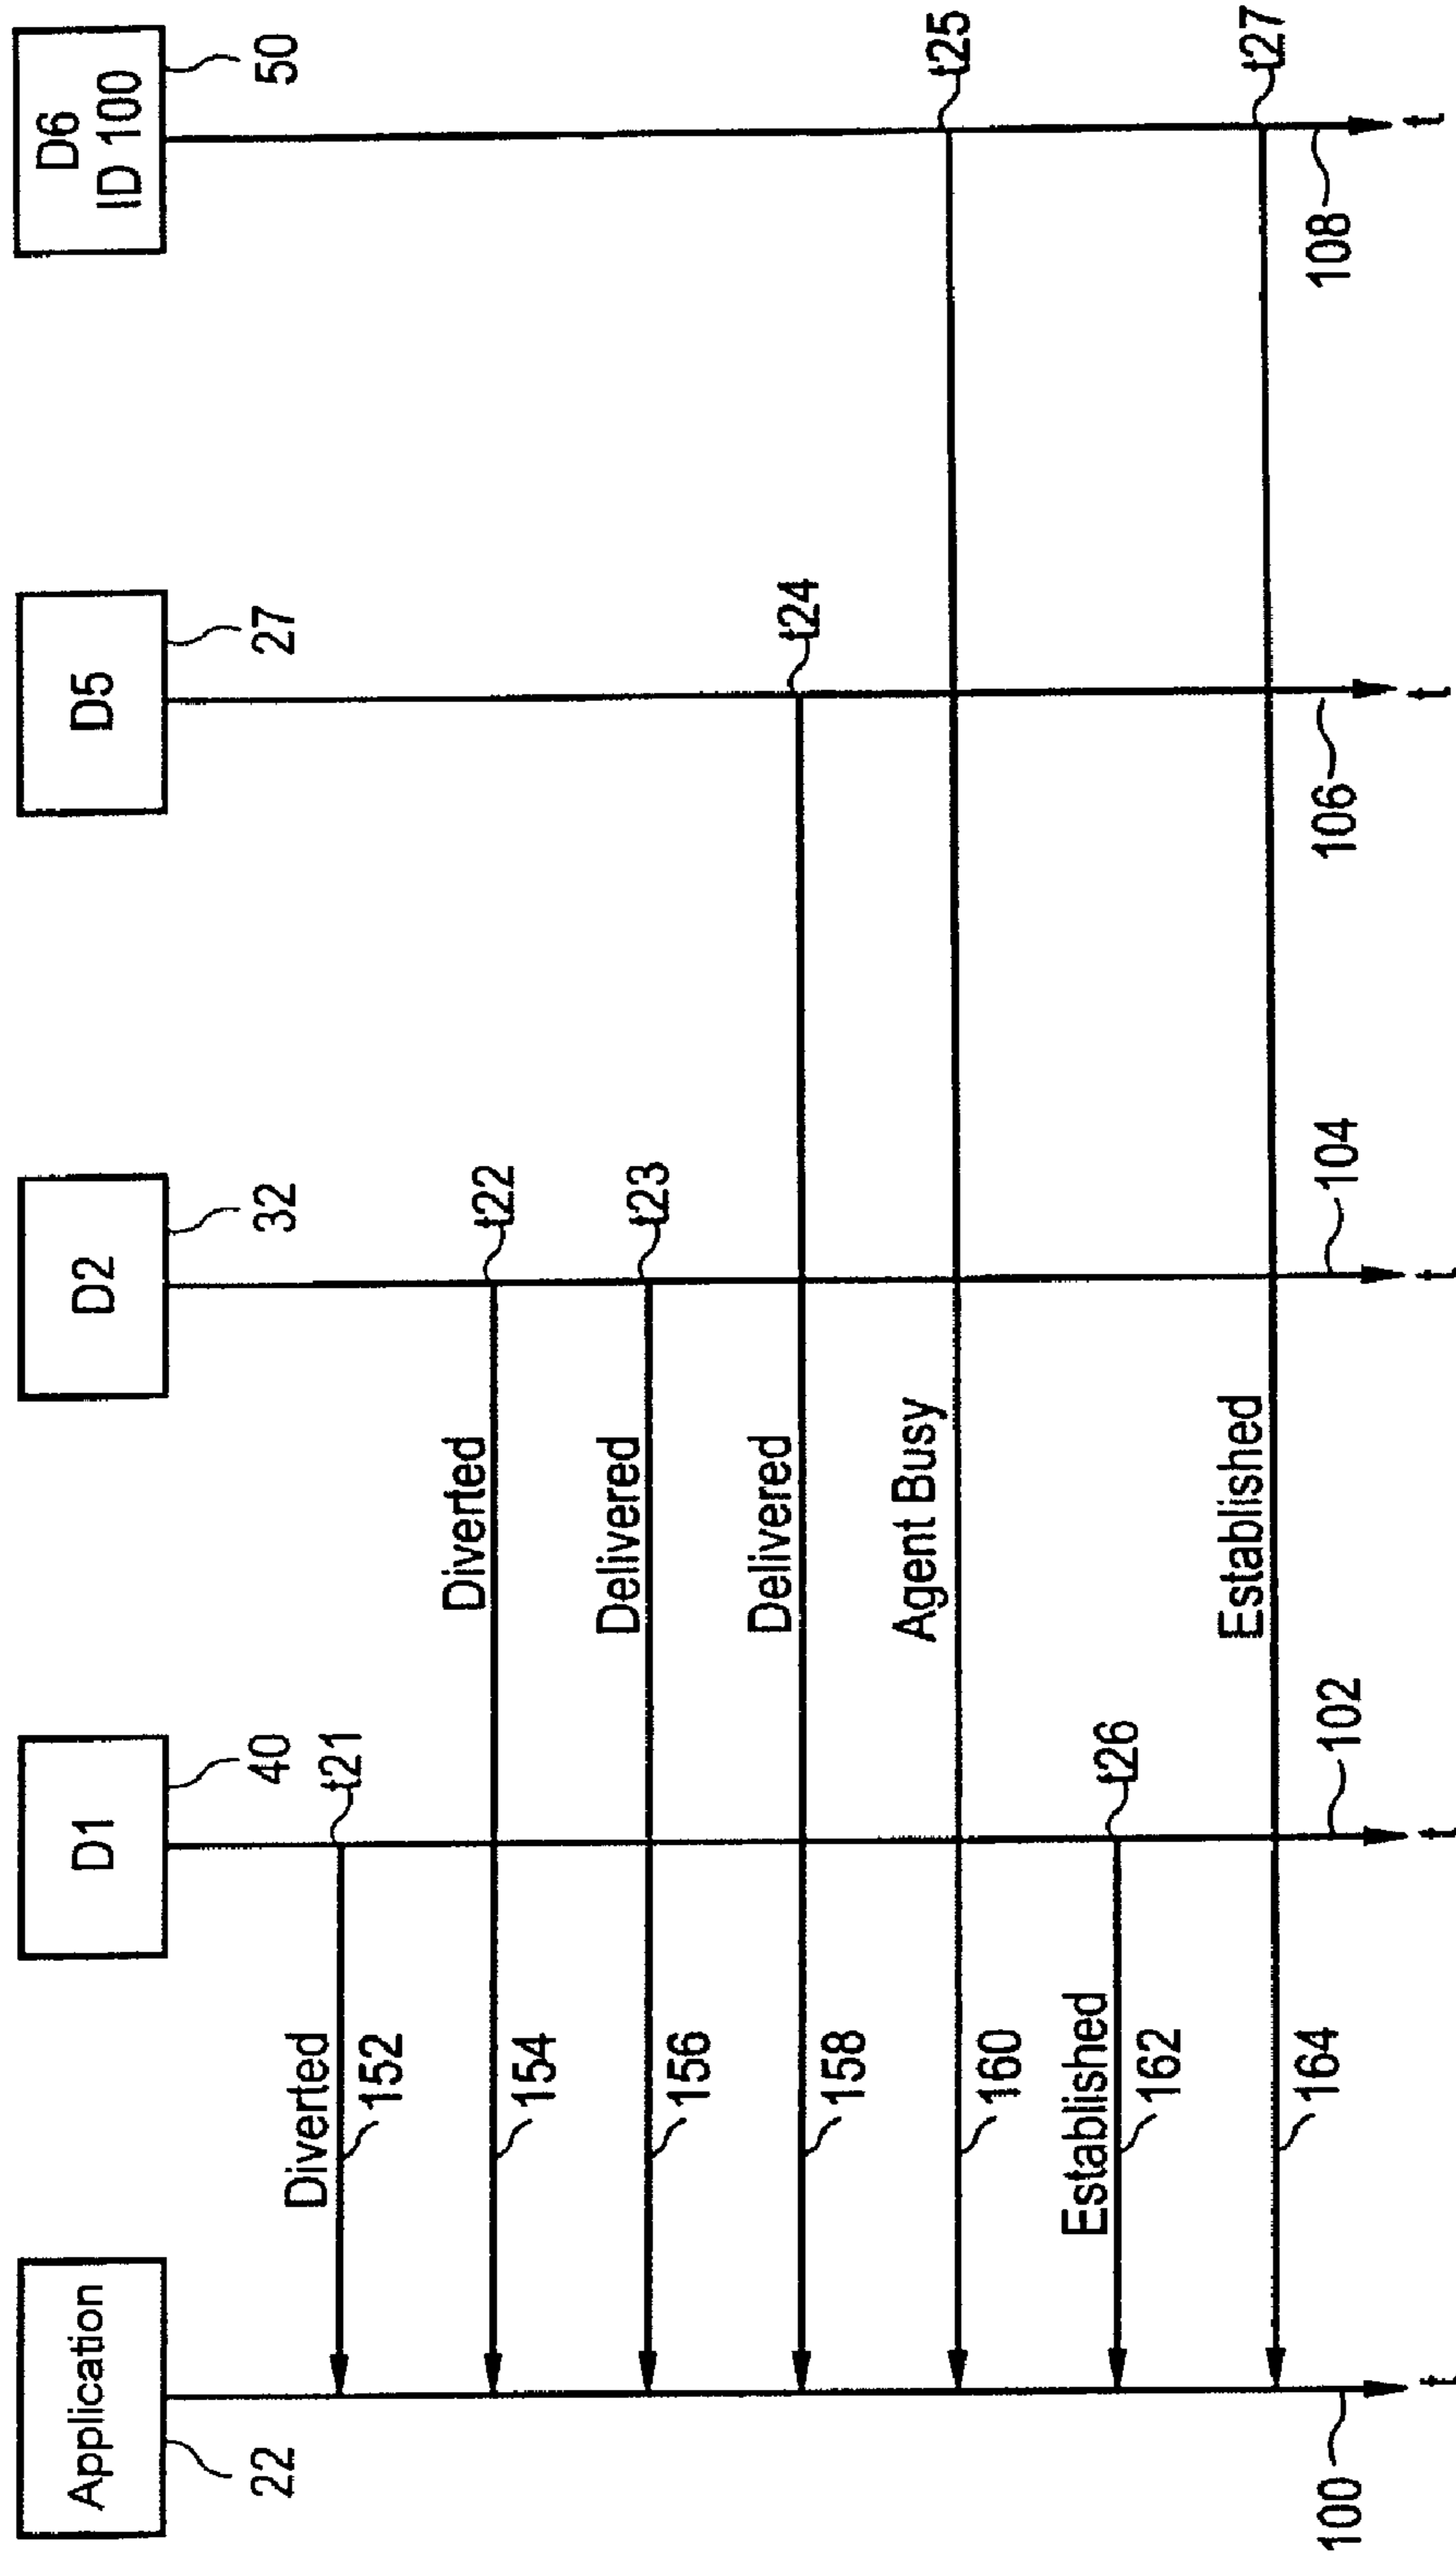 Application
D1
D2
D5
D6
ID 100
22
40
32
27
50
t21
Diverted
152
t22
Diverted
154
t23
Delivered
156
t24
Delivered
158
t25
Agent Busy
160
t26
Established
162
t27
Established
164
100
t
102
t
104
t
106
t
108
t